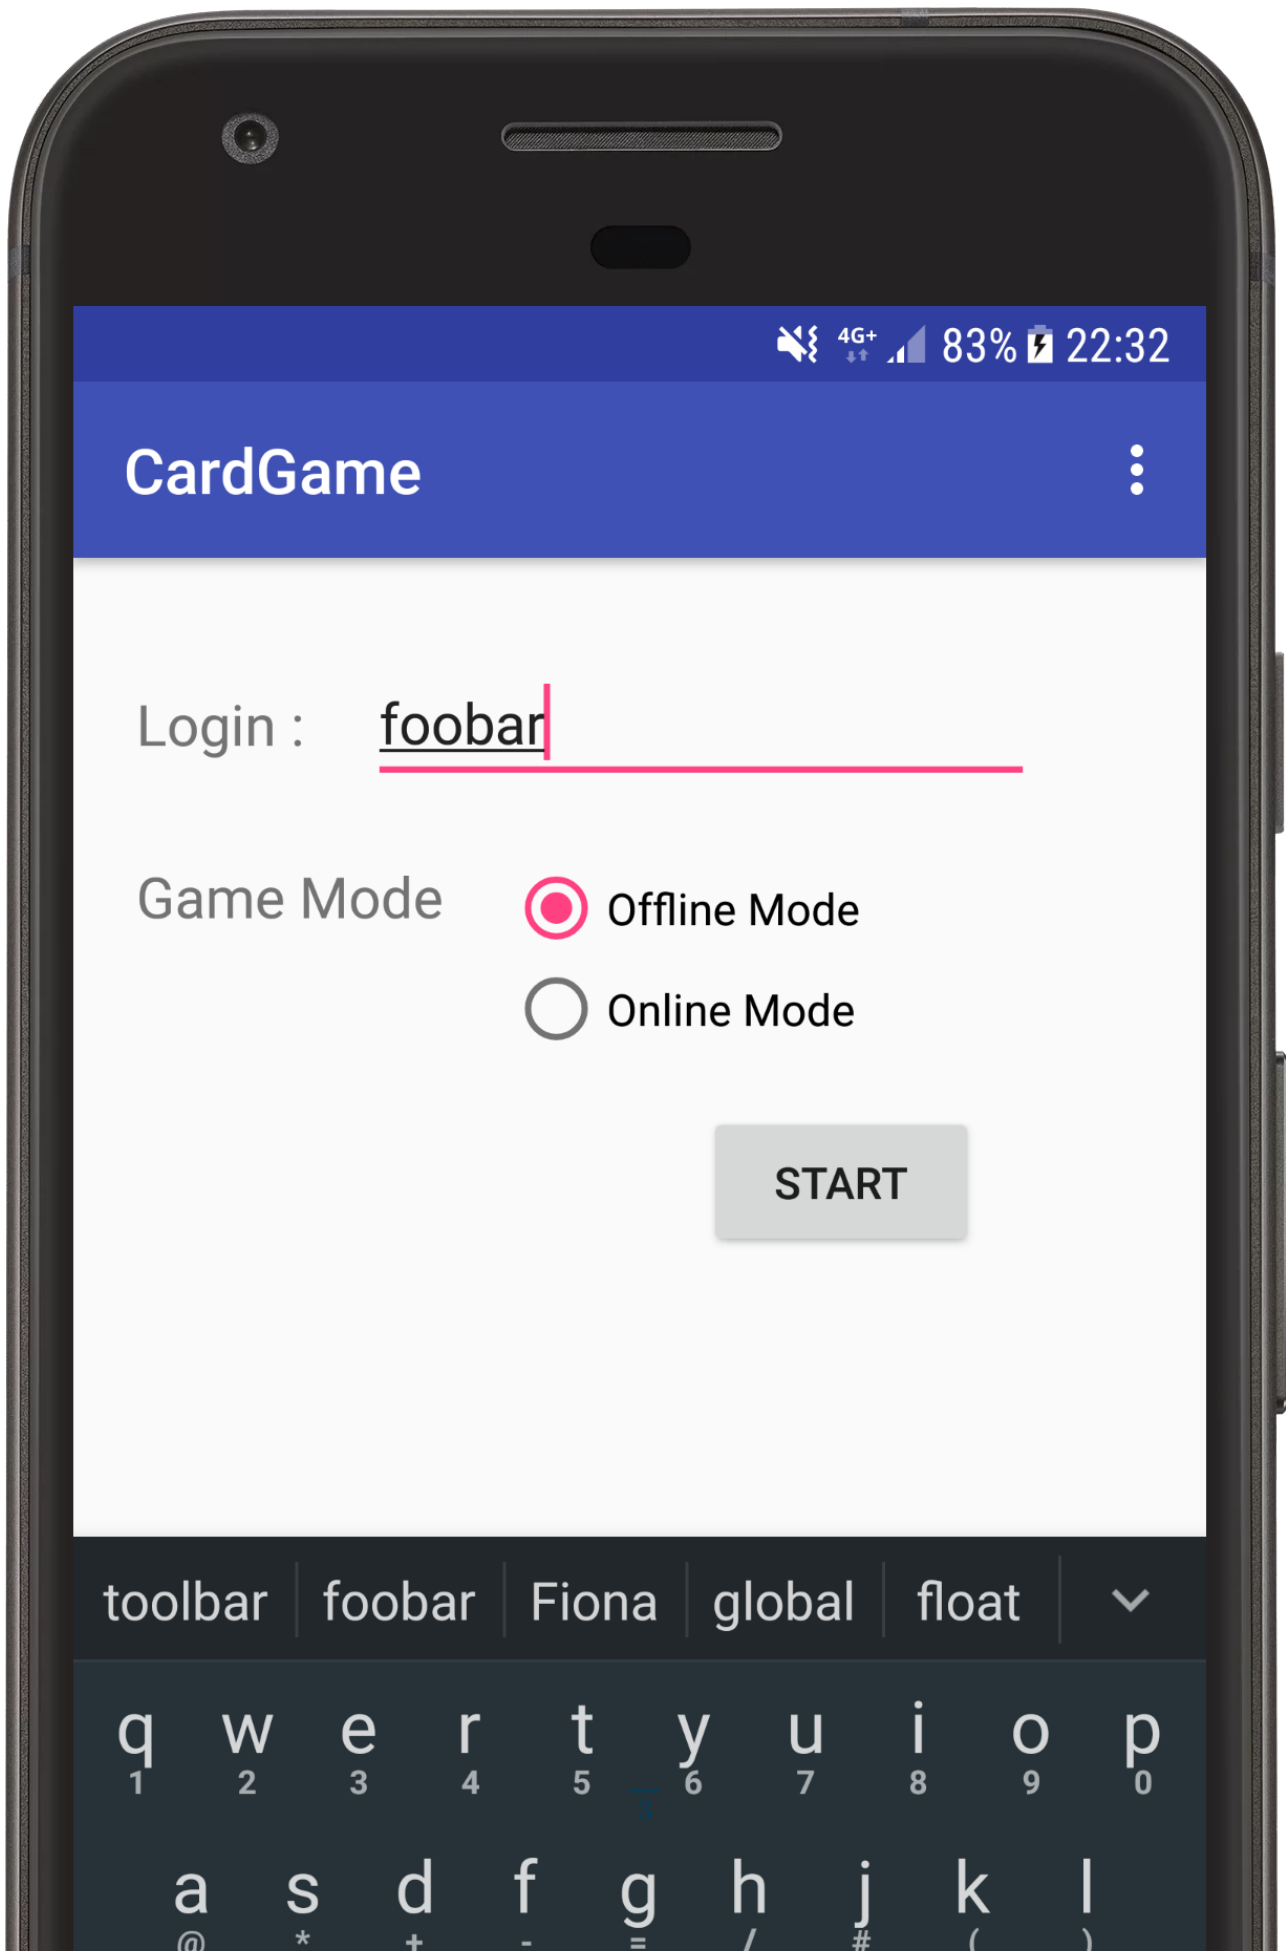 4G+ 83% 22:32
CardGame
Login : foobar
Game Mode Offline Mode
Online Mode
START
toolbar foobar Fiona global float
q w e r t y u i o p
1 2 3 4 5 6 7 8 9 0
a s d f g h j k l
@ * + - = / # ( )